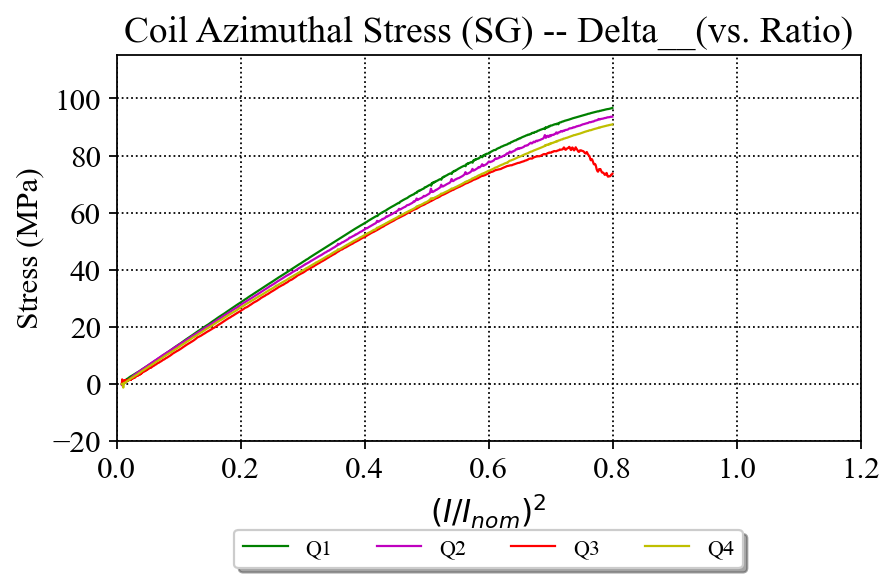 Coil Azimuthal Stress (SG) -- Delta__(vs. Ratio)
Stress (MPa)
100
80
60
40
20
0
−20
0.0 0.2 0.4 0.6 0.8 1.0 1.2
(I/I_nom)^2
Q1 Q2 Q3 Q4